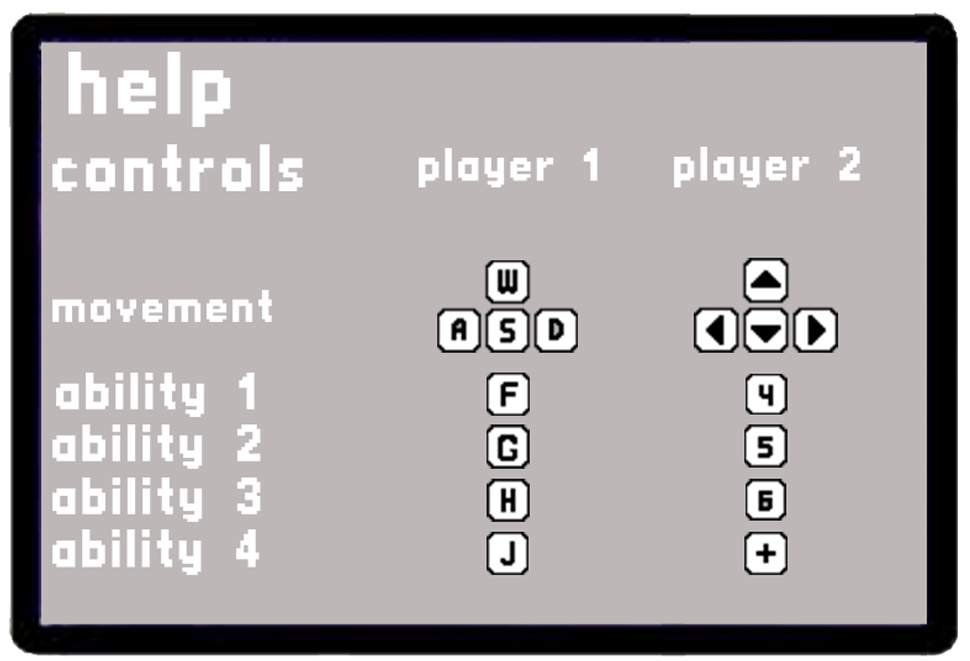 help
controls player 1 player 2
W
movement A S D
ability 1 F 4
ability 2 G 5
ability 3 H 6
ability 4 J +